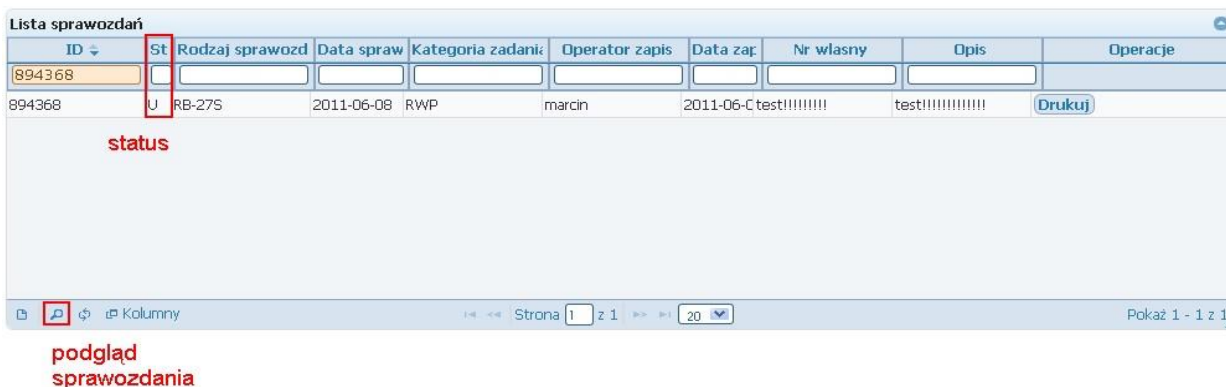 Lista sprawozdań
ID St Rodzaj sprawozd Data spraw Kategoria zadania Operator zapis Data zap Nr wlasny Opis Operacje
894368
894368 U RB-27S 2011-06-08 RWP marcin 2011-06-0 test!!!!!!!!! test!!!!!!!!!!!!! Drukuj
status
Kolumny Strona 1 z 1 20 Pokaż 1 - 1 z 1
podgląd
sprawozdania